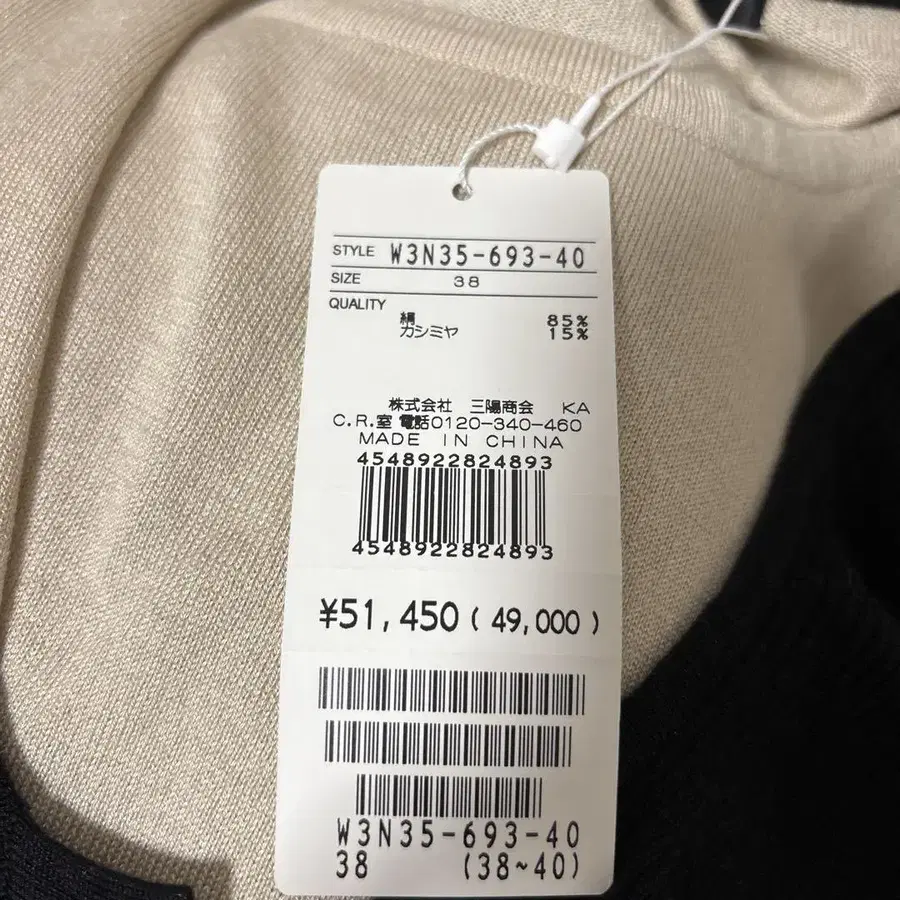 STYLE W3N35-693-40
SIZE 38
QUALITY
絹 85%
カシミヤ 15%
株式会社 三陽商会 KA
C.R.室 電話0120-340-460
MADE IN CHINA
4548922824893
4548922824893
¥51,450 ( 49,000 )
W3N35-693-40
38 (38~40)